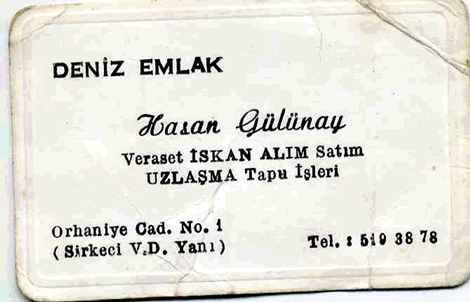 DENİZ EMLAK
Hasan Gülünay
Veraset İSKAN ALIM Satım
UZLAŞMA Tapu İşleri
Orhaniye Cad. No. 1
( Sirkeci V.D. Yanı )
Tel. : 519 38 78